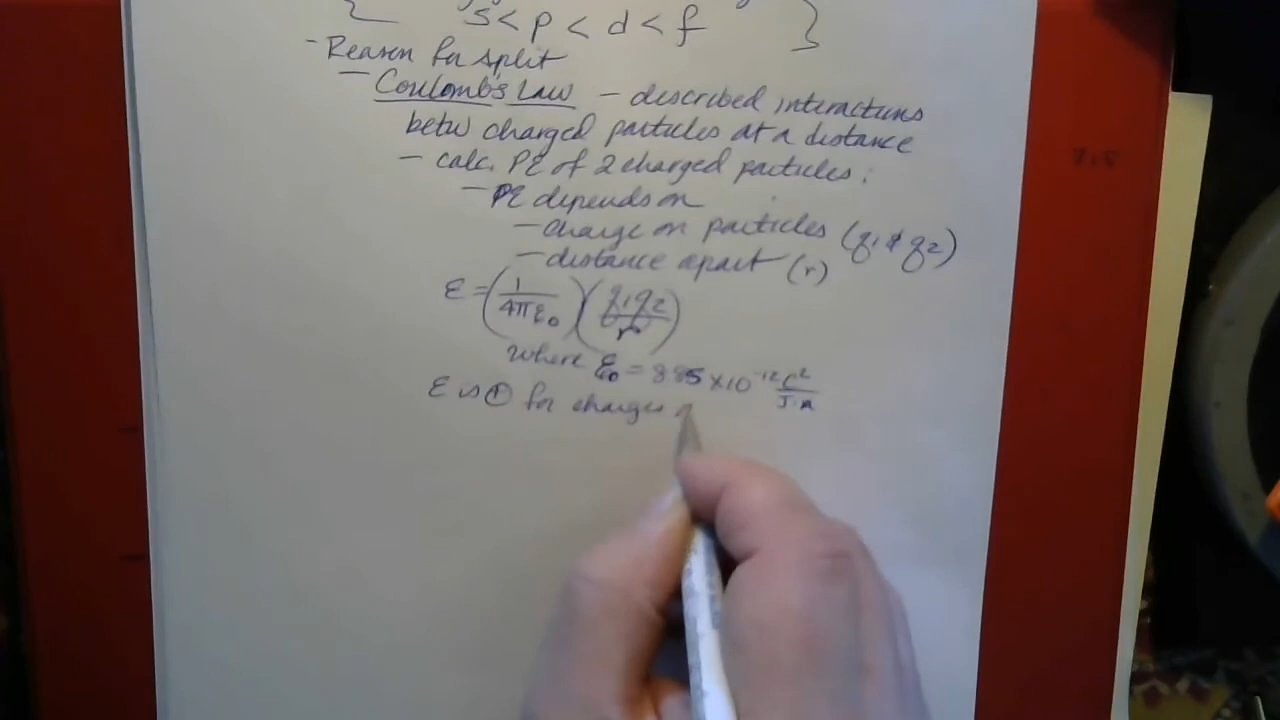 { s < p < d < f }
- Reason for split
- Coulomb's Law - described interactions
betw charged particles at a distance
- calc. PE of 2 charged particles:
- PE depends on
- charge on particles (q1 & q2)
- distance apart (r)
E = (1/4πε0)(q1q2/r)
where ε0 = 8.85 × 10^-12 C^2/J·m
E is ⊕ for charges